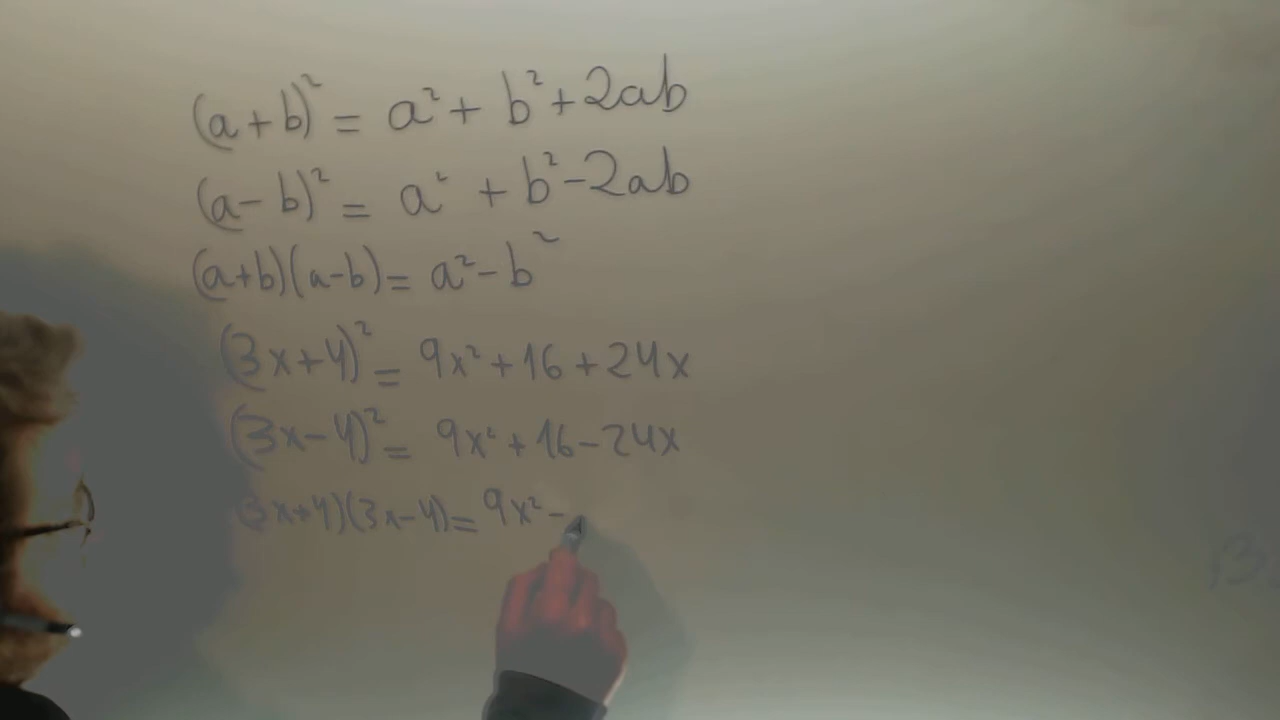 (a+b)² = a² + b² + 2ab
(a-b)² = a² + b² - 2ab
(a+b)(a-b) = a² - b²
(3x+4)² = 9x² + 16 + 24x
(3x-4)² = 9x² + 16 - 24x
(3x+4)(3x-4) = 9x² -